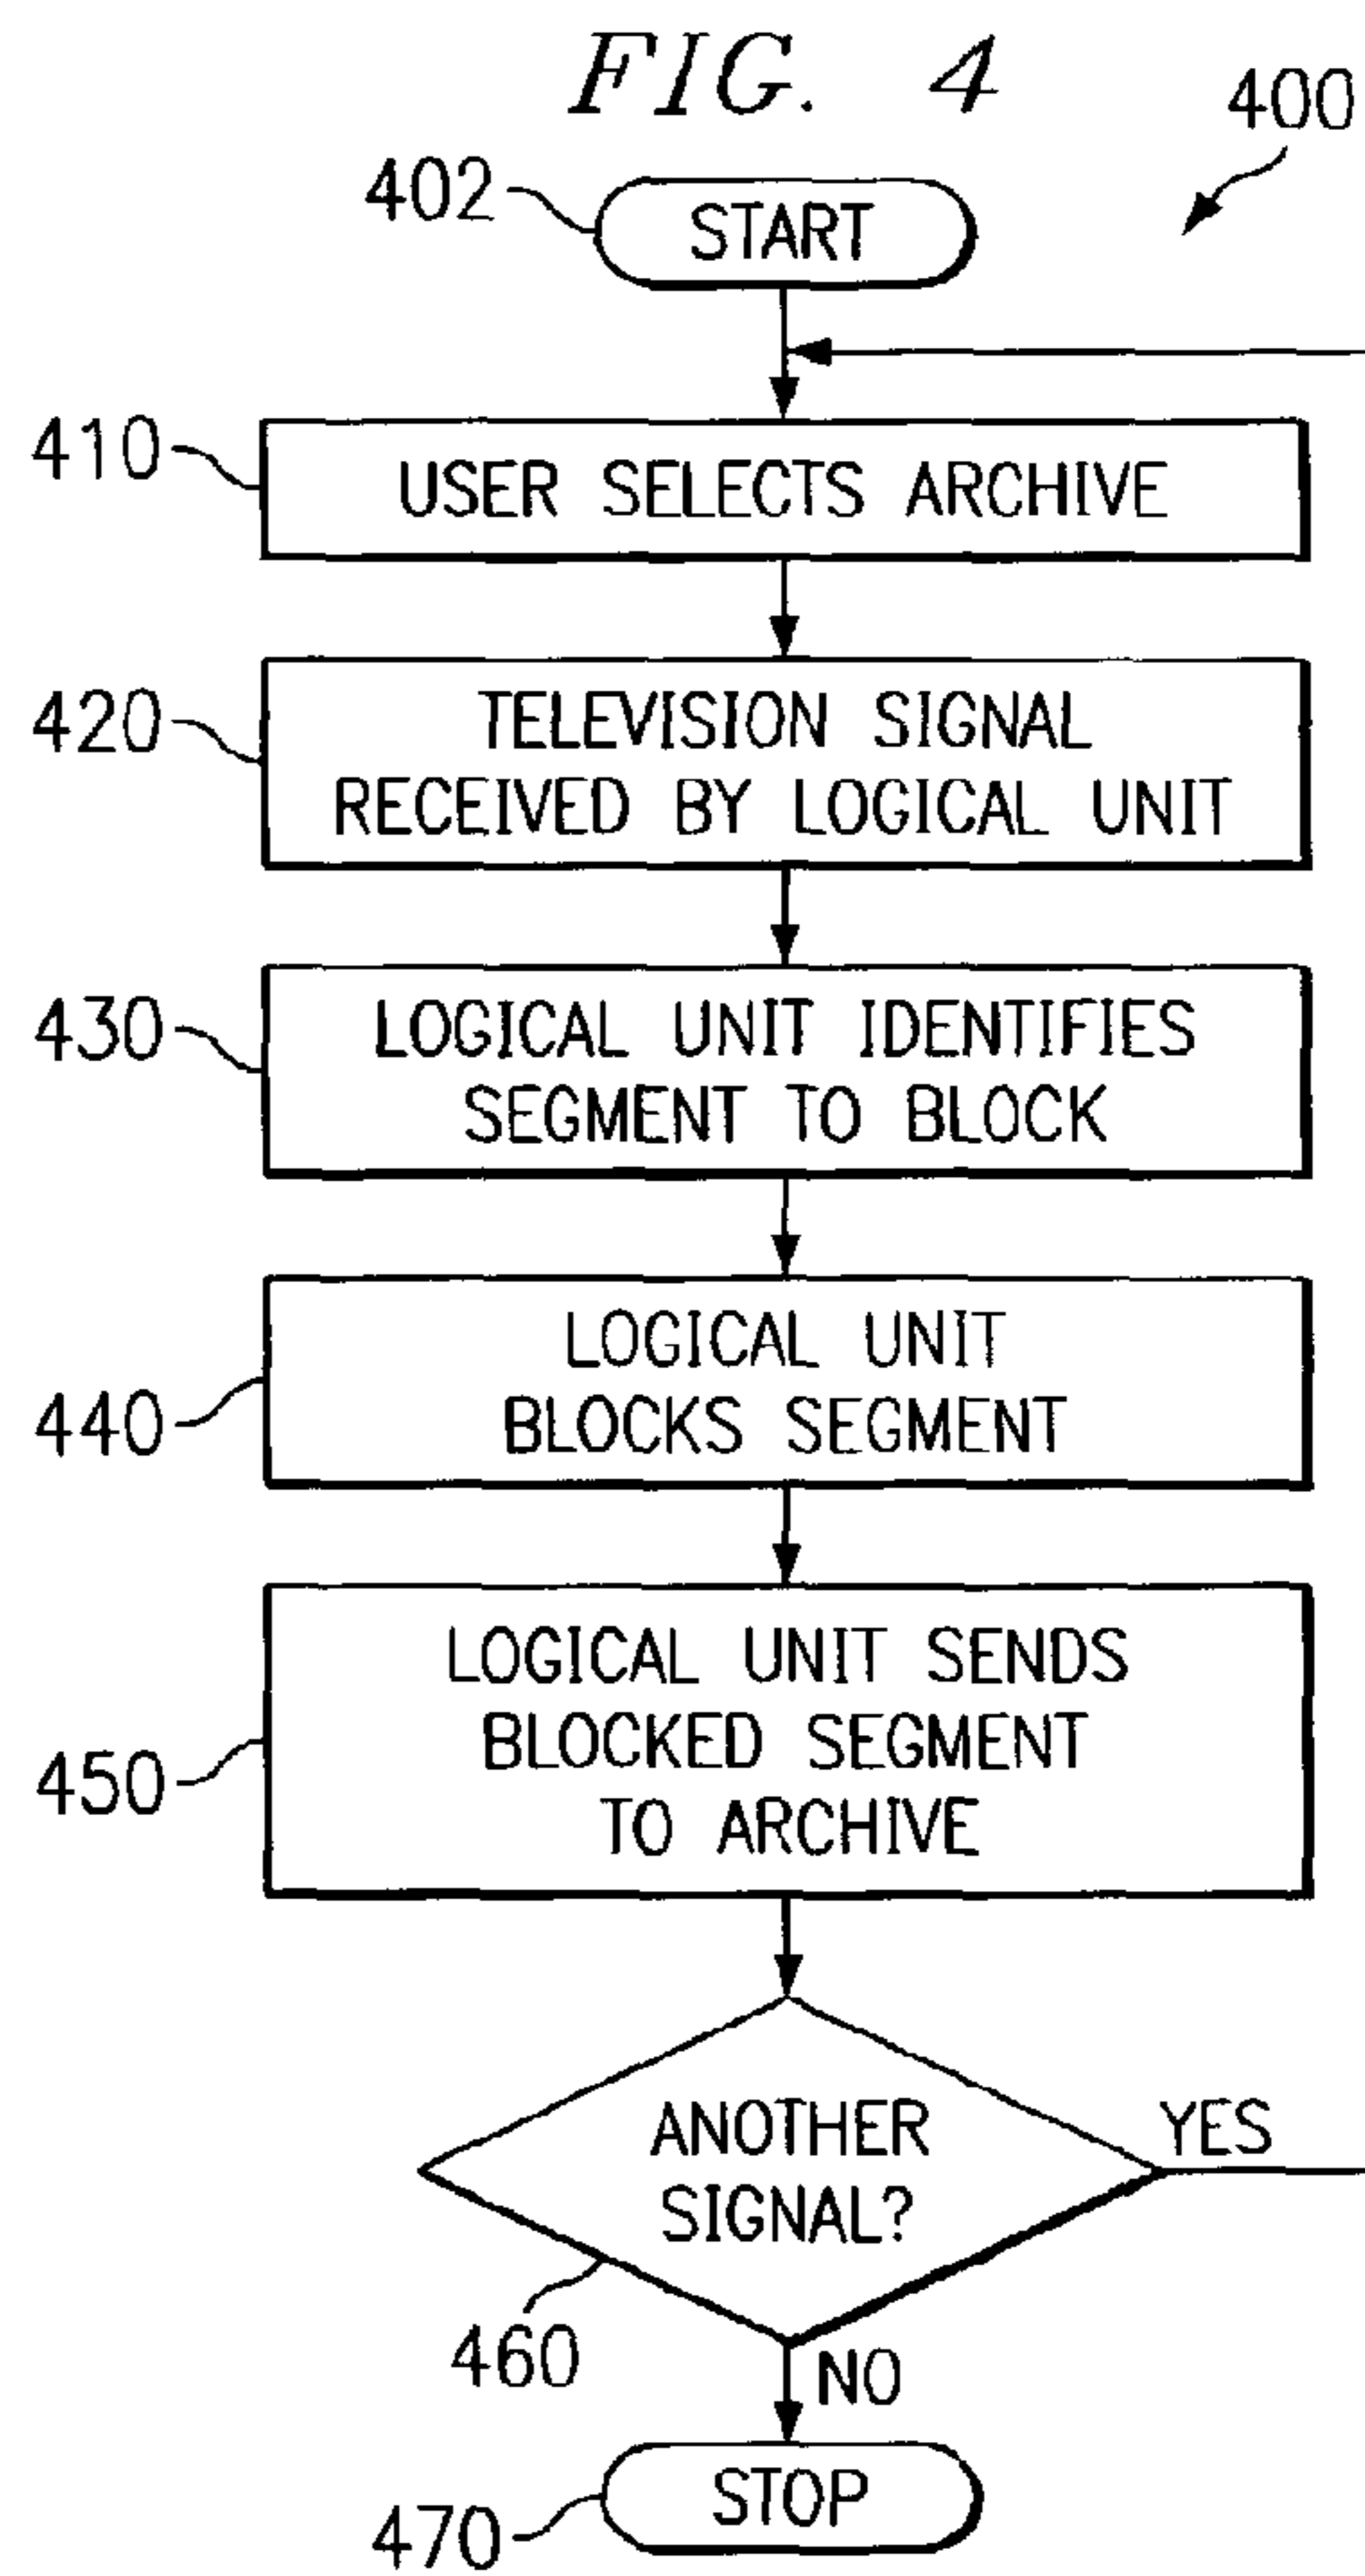 FIG. 4
400
402
START
410
USER SELECTS ARCHIVE
420
TELEVISION SIGNAL
RECEIVED BY LOGICAL UNIT
430
LOGICAL UNIT IDENTIFIES
SEGMENT TO BLOCK
440
LOGICAL UNIT
BLOCKS SEGMENT
450
LOGICAL UNIT SENDS
BLOCKED SEGMENT
TO ARCHIVE
ANOTHER
SIGNAL?
YES
460
NO
STOP
470